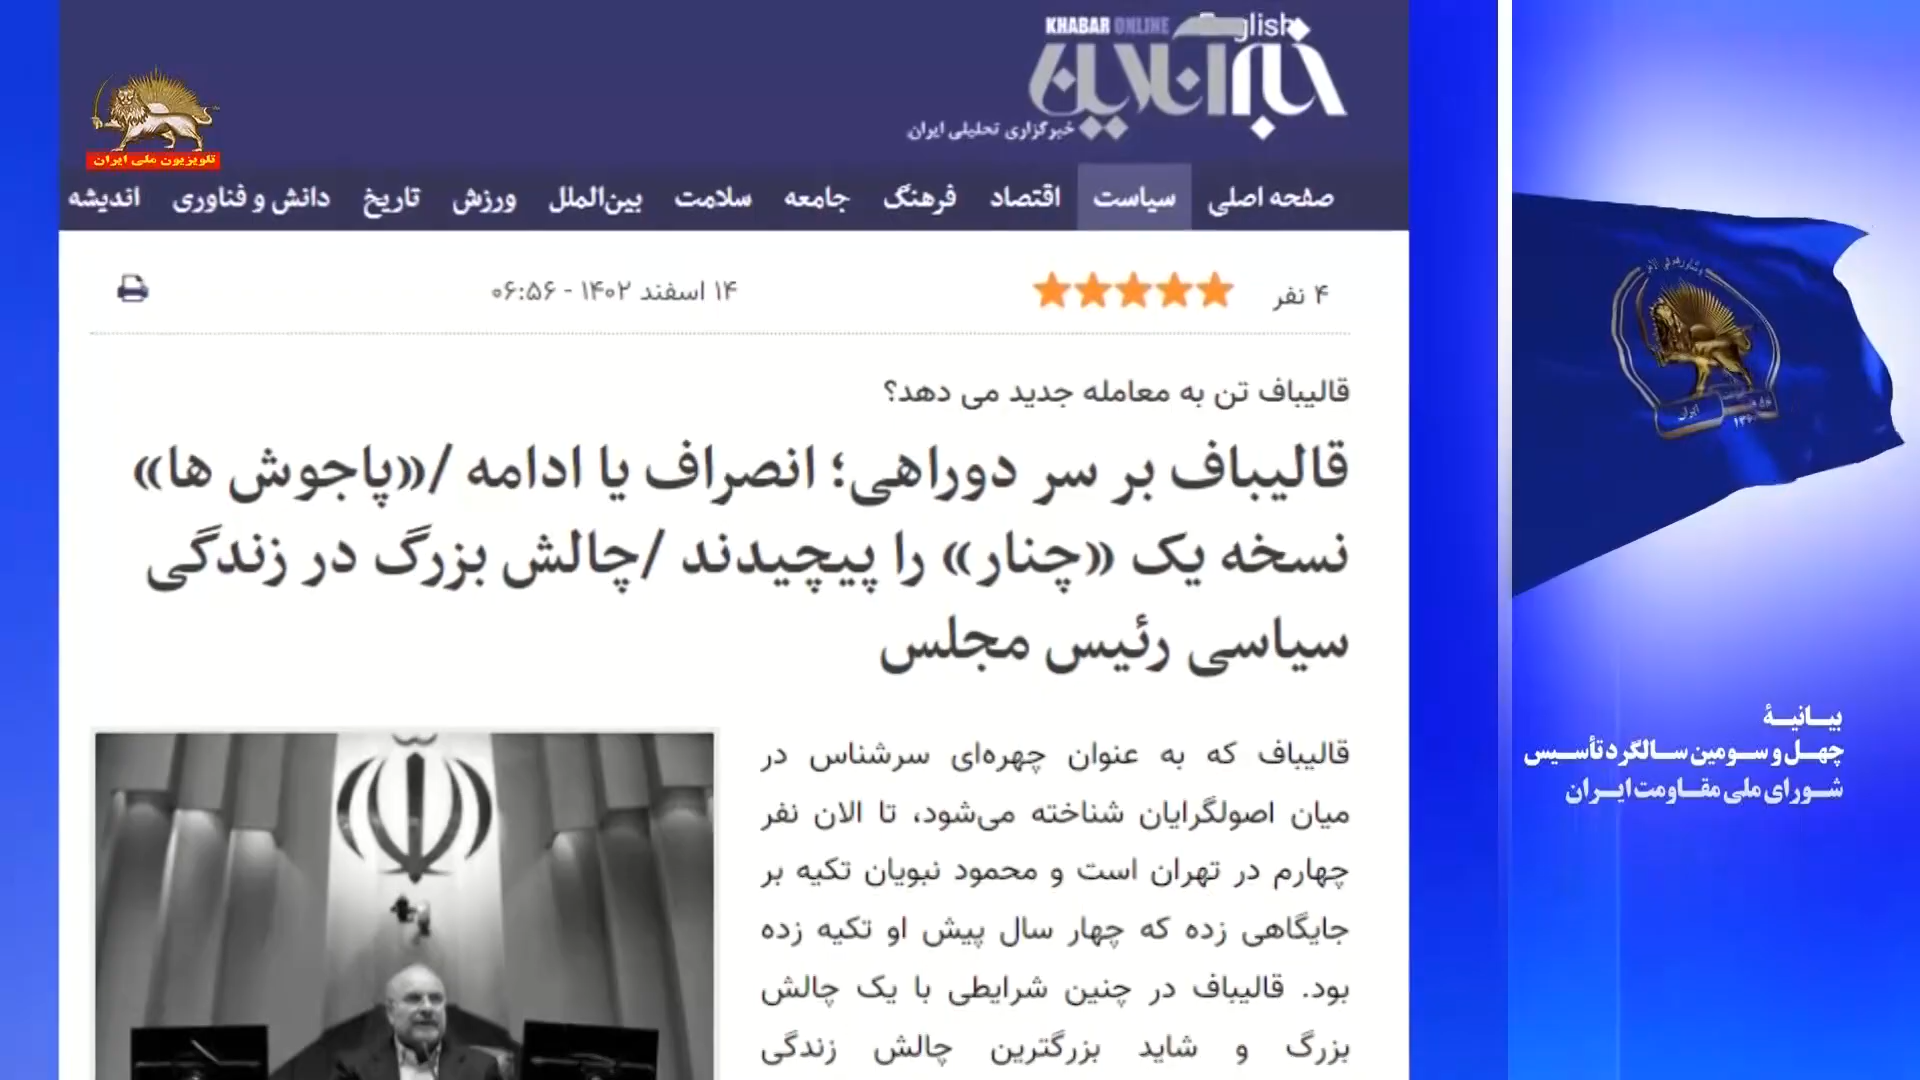 KHABAR ONLINE
English
خبرآنلاین
خبرگزاری تحلیلی ایران
تلویزیون ملی ایران
صفحه اصلی سیاست اقتصاد فرهنگ جامعه سلامت بین‌الملل ورزش تاریخ دانش و فناوری اندیشه
۴ نفر ۱۴ اسفند ۱۴۰۲ - ۰۶:۵۶
قالیباف تن به معامله جدید می دهد؟
قالیباف بر سر دوراهی؛ انصراف یا ادامه /«پاجوش ها»
نسخه یک «چنار» را پیچیدند /چالش بزرگ در زندگی
سیاسی رئیس مجلس
قالیباف که به عنوان چهره‌ای سرشناس در
میان اصولگرایان شناخته می‌شود، تا الان نفر
چهارم در تهران است و محمود نبویان تکیه بر
جایگاهی زده که چهار سال پیش او تکیه زده
بود. قالیباف در چنین شرایطی با یک چالش
بزرگ و شاید بزرگترین چالش زندگی
ایران
بیانیهٔ
چهل و سومین سالگرد تأسیس
شورای ملی مقاومت ایران